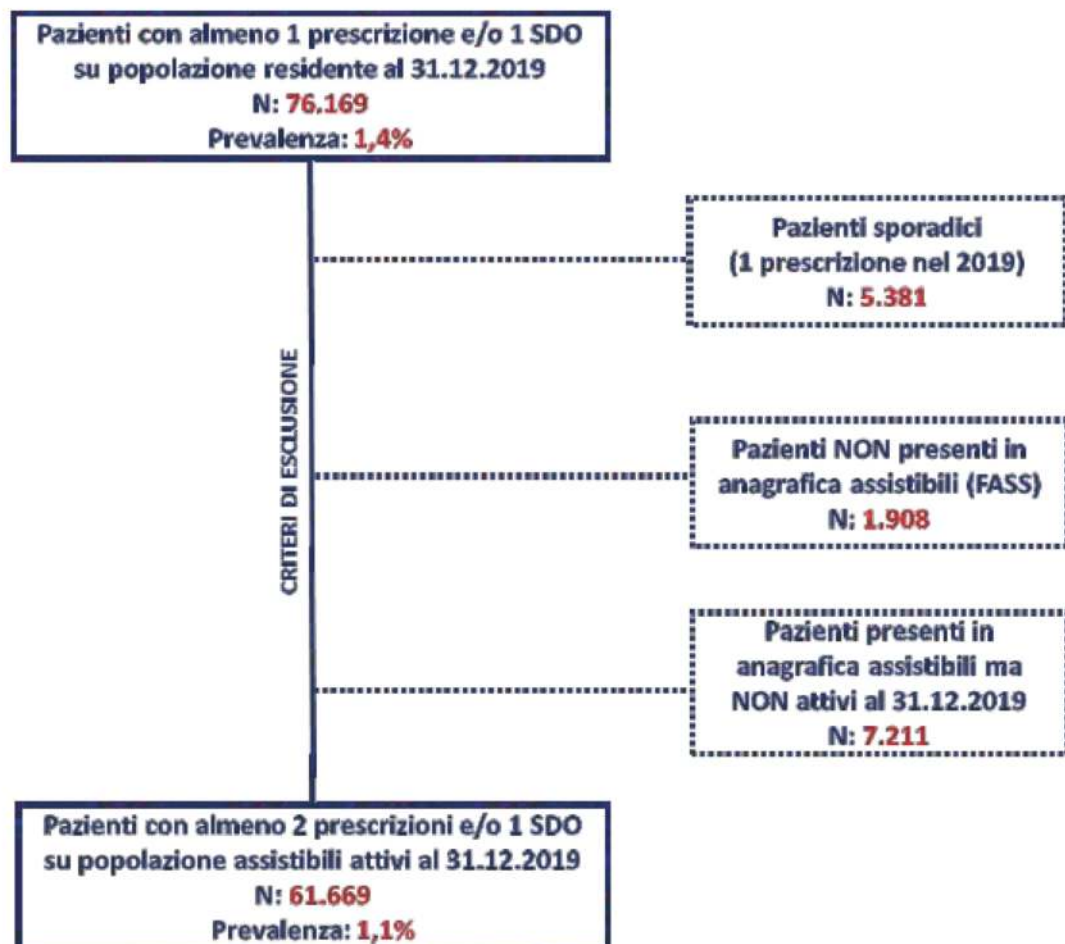 Pazienti con almeno 1 prescrizione e/o 1 SDO
su popolazione residente al 31.12.2019
N: 76.169
Prevalenza: 1,4%
Pazienti sporadici
(1 prescrizione nel 2019)
N: 5.381
CRITERI DI ESCLUSIONE
Pazienti NON presenti in
anagrafica assistibili (FASS)
N: 1.908
Pazienti presenti in
anagrafica assistibili ma
NON attivi al 31.12.2019
N: 7.211
Pazienti con almeno 2 prescrizioni e/o 1 SDO
su popolazione assistibili attivi al 31.12.2019
N: 61.669
Prevalenza: 1,1%